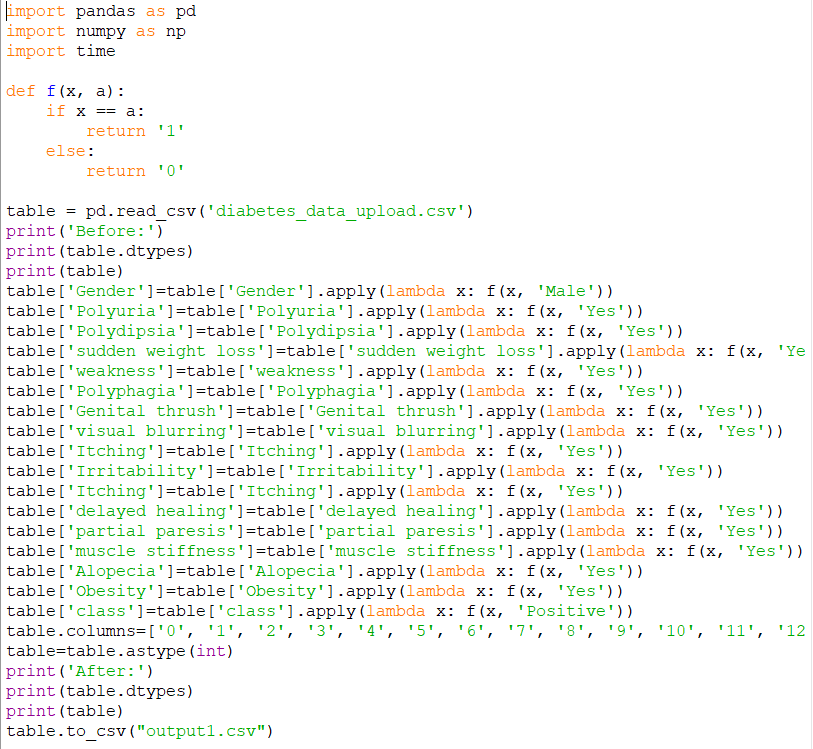 import pandas as pd
import numpy as np
import time
def f(x, a):
    if x == a:
        return '1'
    else:
        return '0'
table = pd.read_csv('diabetes_data_upload.csv')
print('Before:')
print(table.dtypes)
print(table)
table['Gender']=table['Gender'].apply(lambda x: f(x, 'Male'))
table['Polyuria']=table['Polyuria'].apply(lambda x: f(x, 'Yes'))
table['Polydipsia']=table['Polydipsia'].apply(lambda x: f(x, 'Yes'))
table['sudden weight loss']=table['sudden weight loss'].apply(lambda x: f(x, 'Ye
table['weakness']=table['weakness'].apply(lambda x: f(x, 'Yes'))
table['Polyphagia']=table['Polyphagia'].apply(lambda x: f(x, 'Yes'))
table['Genital thrush']=table['Genital thrush'].apply(lambda x: f(x, 'Yes'))
table['visual blurring']=table['visual blurring'].apply(lambda x: f(x, 'Yes'))
table['Itching']=table['Itching'].apply(lambda x: f(x, 'Yes'))
table['Irritability']=table['Irritability'].apply(lambda x: f(x, 'Yes'))
table['Itching']=table['Itching'].apply(lambda x: f(x, 'Yes'))
table['delayed healing']=table['delayed healing'].apply(lambda x: f(x, 'Yes'))
table['partial paresis']=table['partial paresis'].apply(lambda x: f(x, 'Yes'))
table['muscle stiffness']=table['muscle stiffness'].apply(lambda x: f(x, 'Yes'))
table['Alopecia']=table['Alopecia'].apply(lambda x: f(x, 'Yes'))
table['Obesity']=table['Obesity'].apply(lambda x: f(x, 'Yes'))
table['class']=table['class'].apply(lambda x: f(x, 'Positive'))
table.columns=['0', '1', '2', '3', '4', '5', '6', '7', '8', '9', '10', '11', '12
table=table.astype(int)
print('After:')
print(table.dtypes)
print(table)
table.to_csv("output1.csv")